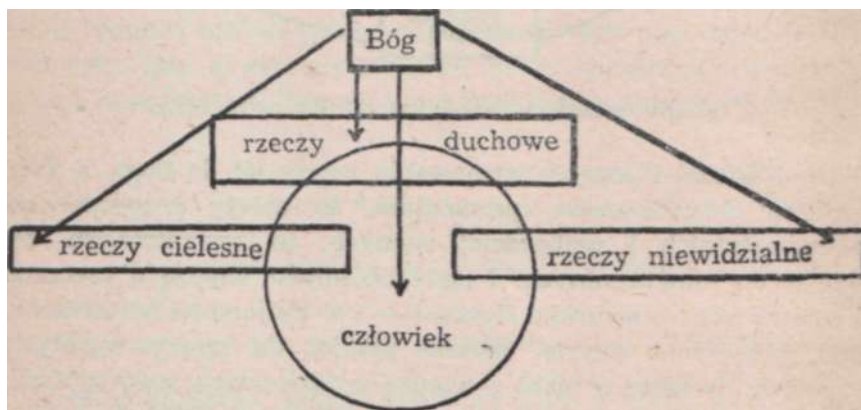 Bóg
rzeczy duchowe
rzeczy cielesne
rzeczy niewidzialne
człowiek